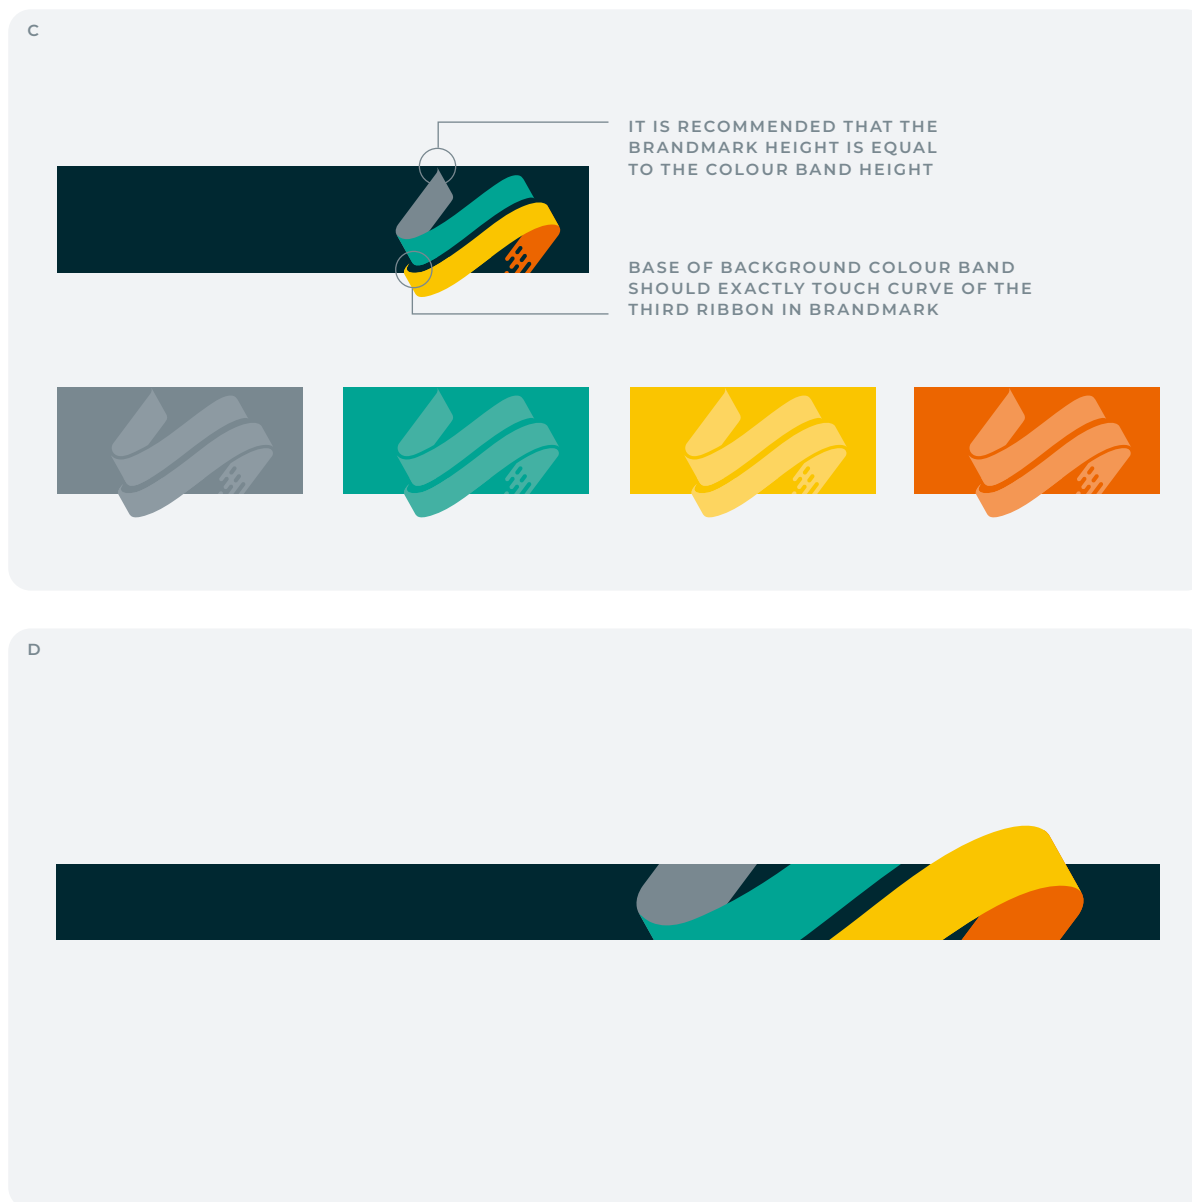 C
IT IS RECOMMENDED THAT THE
BRANDMARK HEIGHT IS EQUAL
TO THE COLOUR BAND HEIGHT
BASE OF BACKGROUND COLOUR BAND
SHOULD EXACTLY TOUCH CURVE OF THE
THIRD RIBBON IN BRANDMARK
D